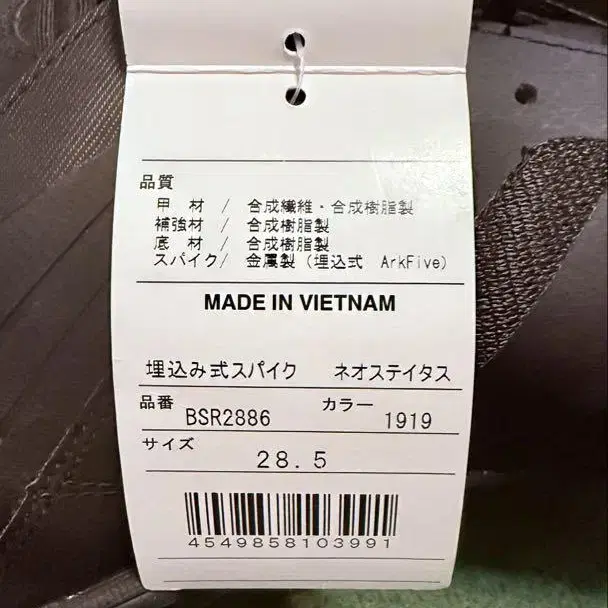 品質
甲 材 / 合成繊維・合成樹脂製
補強材 / 合成樹脂製
底 材 / 合成樹脂製
スパイク/ 金属製(埋込式 ArkFive)
MADE IN VIETNAM
埋込み式スパイク ネオステイタス
品番 BSR2886 カラー 1919
サイズ 28.5
4549858103991